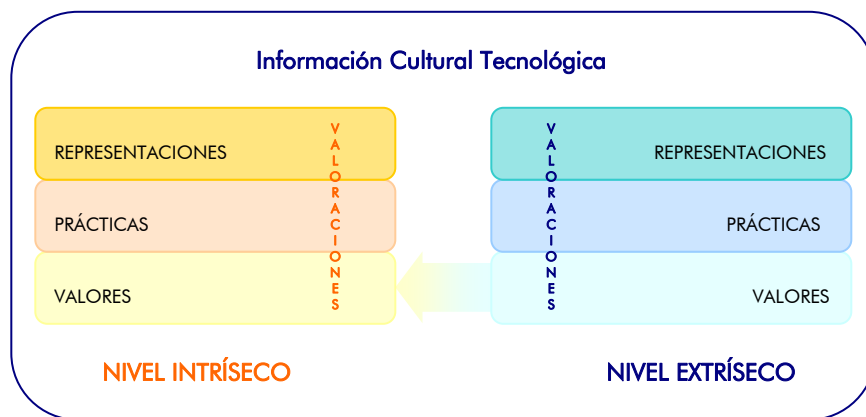 Información Cultural Tecnológica
REPRESENTACIONES
PRÁCTICAS
VALORES
VALORACIONES
NIVEL INTRÍSECO
VALORACIONES
REPRESENTACIONES
PRÁCTICAS
VALORES
NIVEL EXTRÍSECO